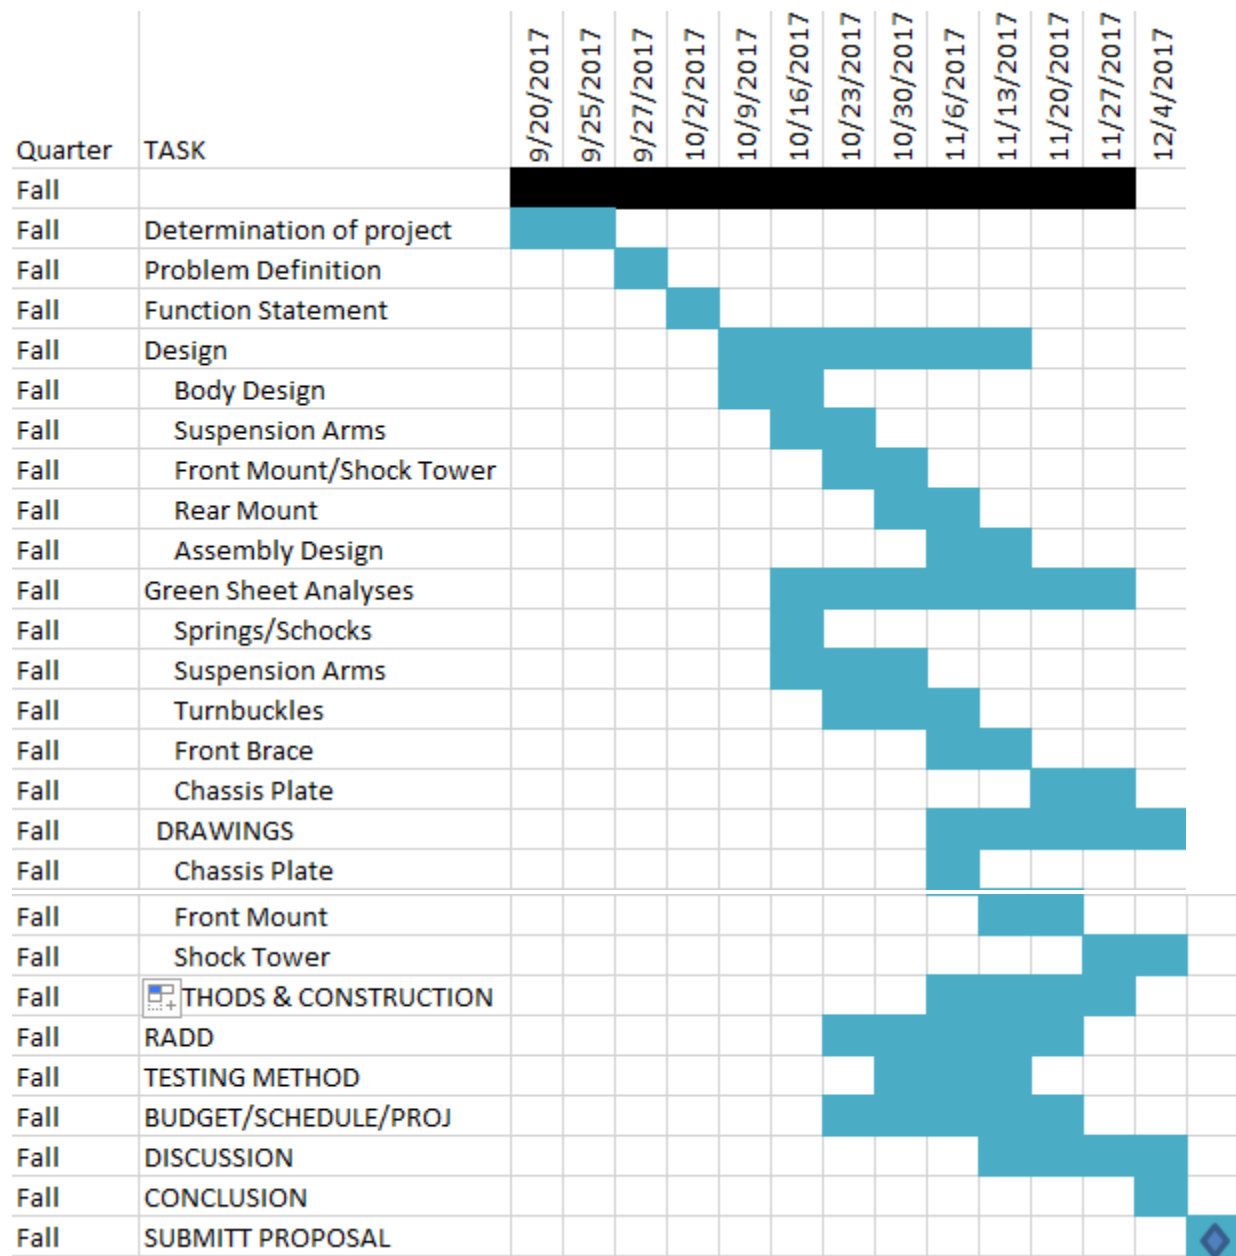 Quarter TASK 9/20/2017 9/25/2017 9/27/2017 10/2/2017 10/9/2017 10/16/2017 10/23/2017 10/30/2017 11/6/2017 11/13/2017 11/20/2017 11/27/2017 12/4/2017
Fall
Fall Determination of project
Fall Problem Definition
Fall Function Statement
Fall Design
Fall Body Design
Fall Suspension Arms
Fall Front Mount/Shock Tower
Fall Rear Mount
Fall Assembly Design
Fall Green Sheet Analyses
Fall Springs/Schocks
Fall Suspension Arms
Fall Turnbuckles
Fall Front Brace
Fall Chassis Plate
Fall DRAWINGS
Fall Chassis Plate
Fall Front Mount
Fall Shock Tower
Fall THODS & CONSTRUCTION
Fall RADD
Fall TESTING METHOD
Fall BUDGET/SCHEDULE/PROJ
Fall DISCUSSION
Fall CONCLUSION
Fall SUBMITT PROPOSAL